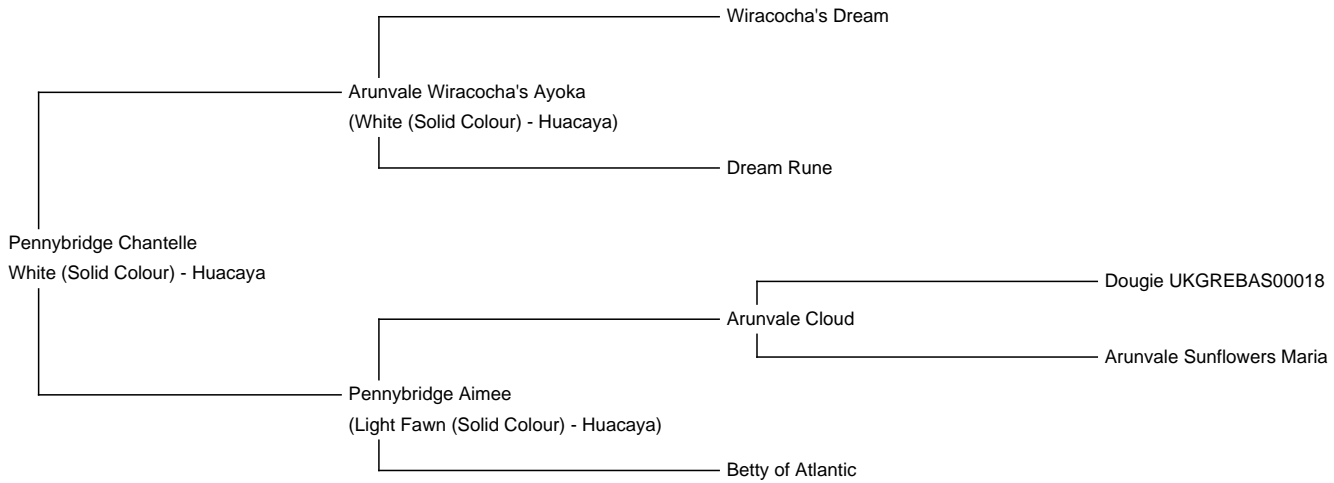 Wiracocha's Dream
Arunvale Wiracocha's Ayoka
(White (Solid Colour) - Huacaya)
Dream Rune
Pennybridge Chantelle
White (Solid Colour) - Huacaya
Dougie UKGREBAS00018
Arunvale Cloud
Arunvale Sunflowers Maria
Pennybridge Aimee
(Light Fawn (Solid Colour) - Huacaya)
Betty of Atlantic